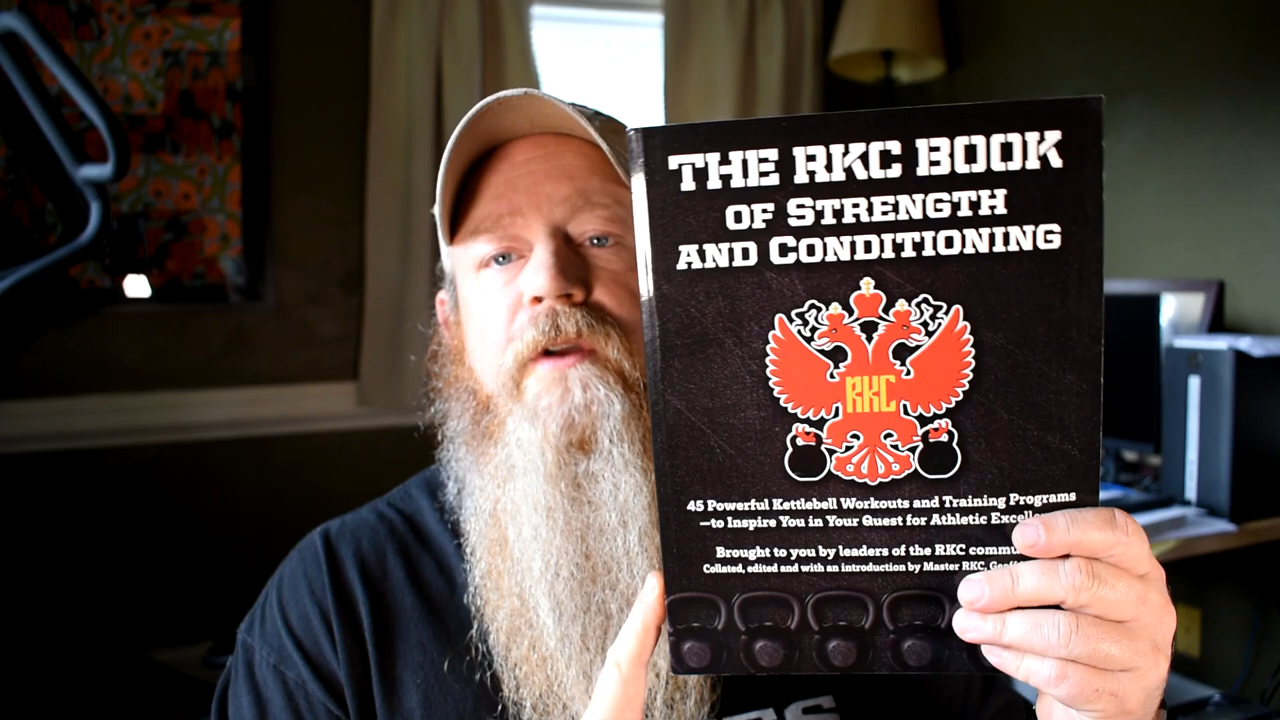 THE RKC BOOK
OF STRENGTH
AND CONDITIONING
RKC
45 Powerful Kettlebell Workouts and Training Programs
—to Inspire You in Your Quest for Athletic
Brought to you by leaders of the RKC
Collated, edited and with an introduction by Master RKC,